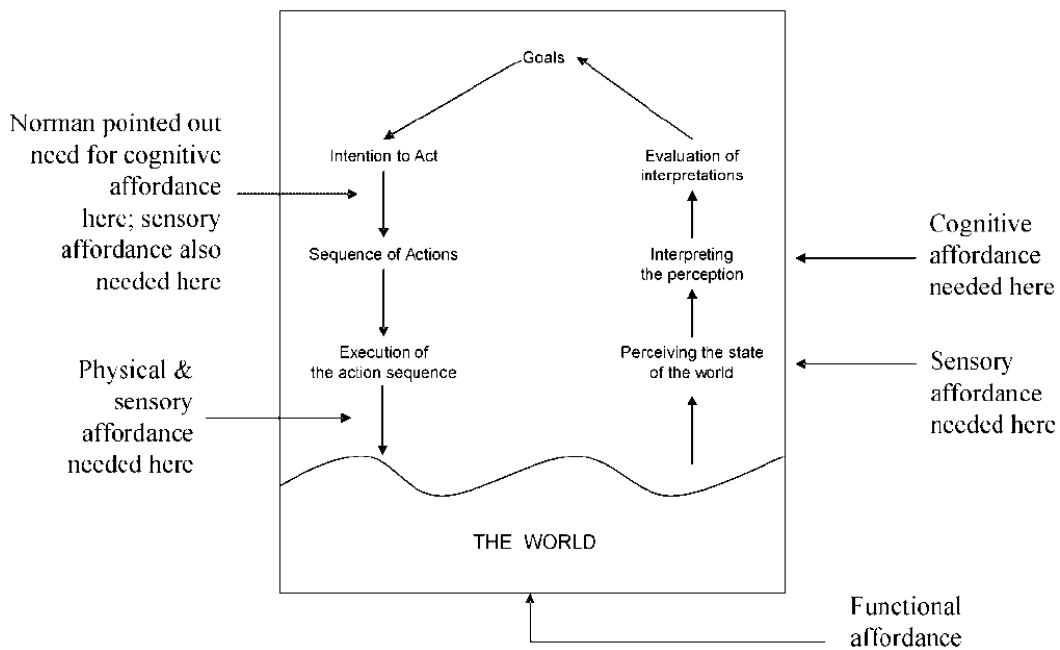 Goals
Norman pointed out
need for cognitive
affordance
here; sensory
affordance also
needed here
Intention to Act
Evaluation of
interpretations
Sequence of Actions
Interpreting
the perception
Cognitive
affordance
needed here
Execution of
the action sequence
Perceiving the state
of the world
Physical &
sensory
affordance
needed here
Sensory
affordance
needed here
THE WORLD
Functional
affordance